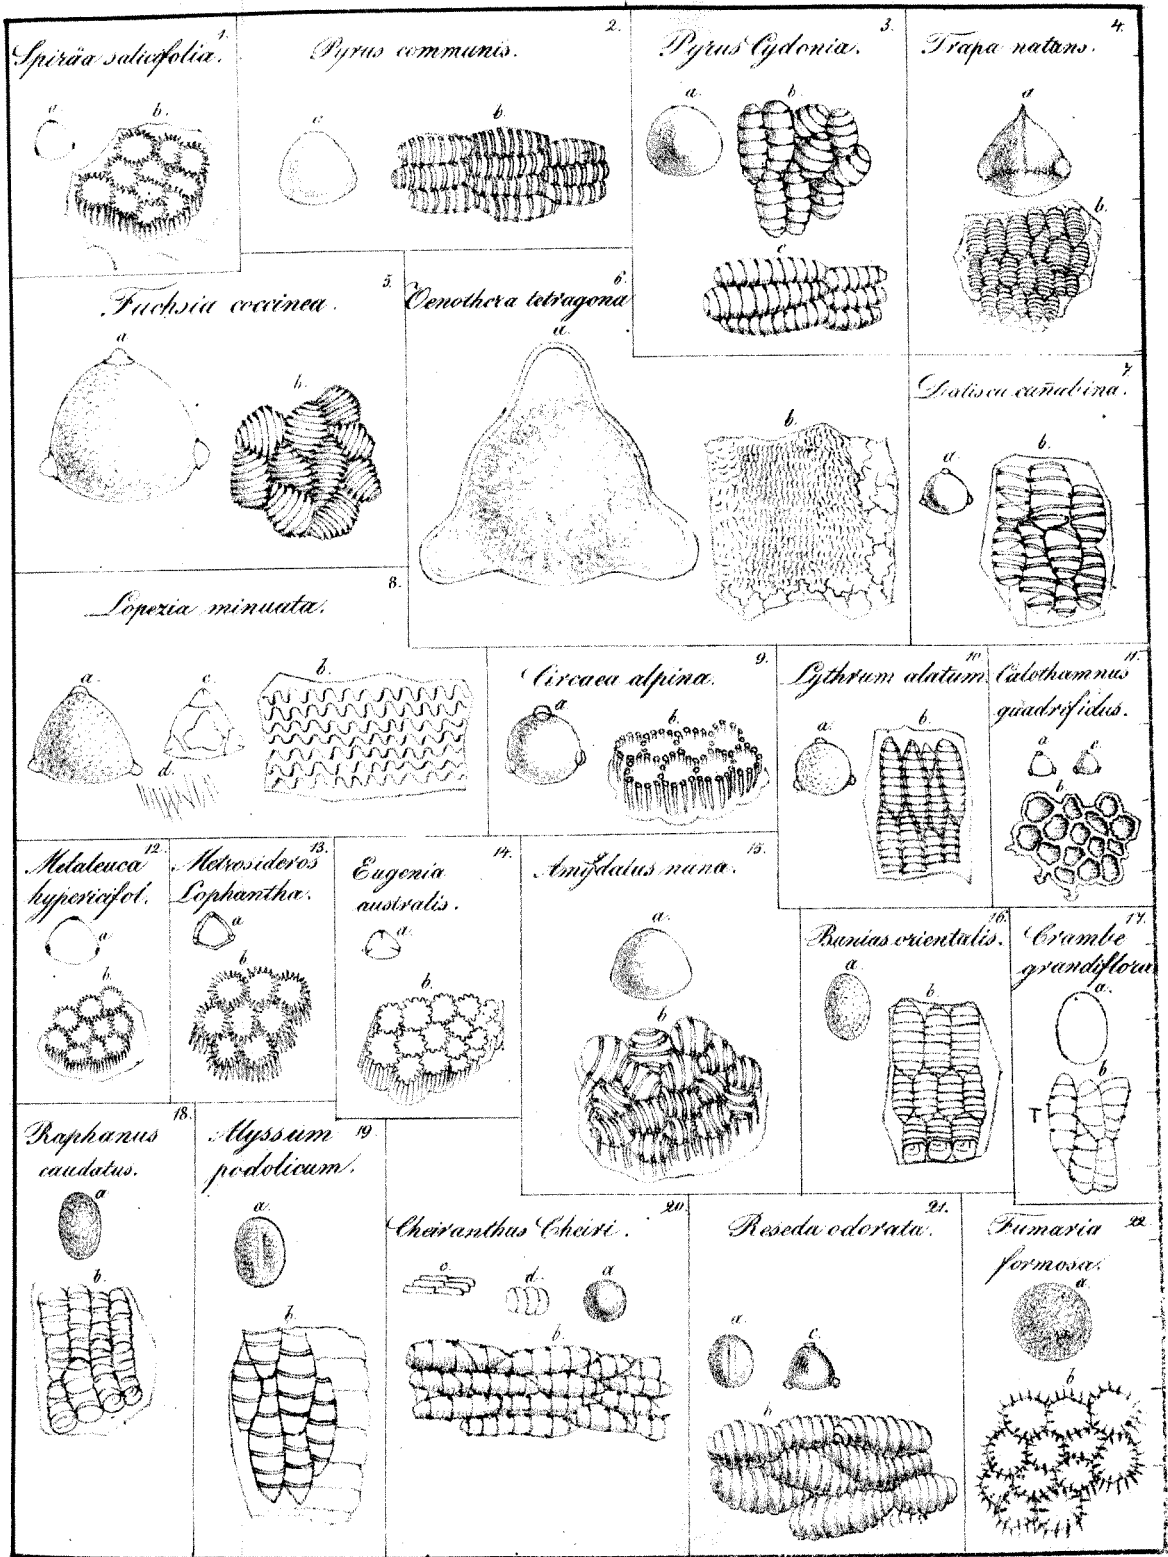 1.
Spiräa salicifolia.
a.
b.
2.
Pyrus communis.
a
b.
3.
Pyrus Cydonia.
a.
b.
c.
4.
Trapa natans.
a
b.
5.
Fuchsia coccinea.
a
b.
6.
Oenothera tetragona
a.
b.
7.
Datisca cañabina.
a.
b.
8.
Lopezia minuata.
a.
c.
b.
d.
9.
Circaea alpina.
a
b.
10.
Lythrum alatum.
a
b.
11.
Calothamnus
quadrifidus.
a
c.
b.
12.
Melaleuca
hypericifol.
a
b.
13.
Metrosideros
Lophantha.
a
b
14.
Eugenia
australis.
a
b.
15.
Amÿdalus nana.
a.
b
16.
Bunias orientalis.
a
b.
17.
Crambe
grandiflora
a.
b
T
18.
Raphanus
caudatus.
a
b.
19
Alyssum
podolicum.
a.
b.
20.
Cheiranthus Cheiri.
c.
d.
a
b.
21.
Reseda odorata.
a
c.
b
22
Fumaria
formosa.
a.
b